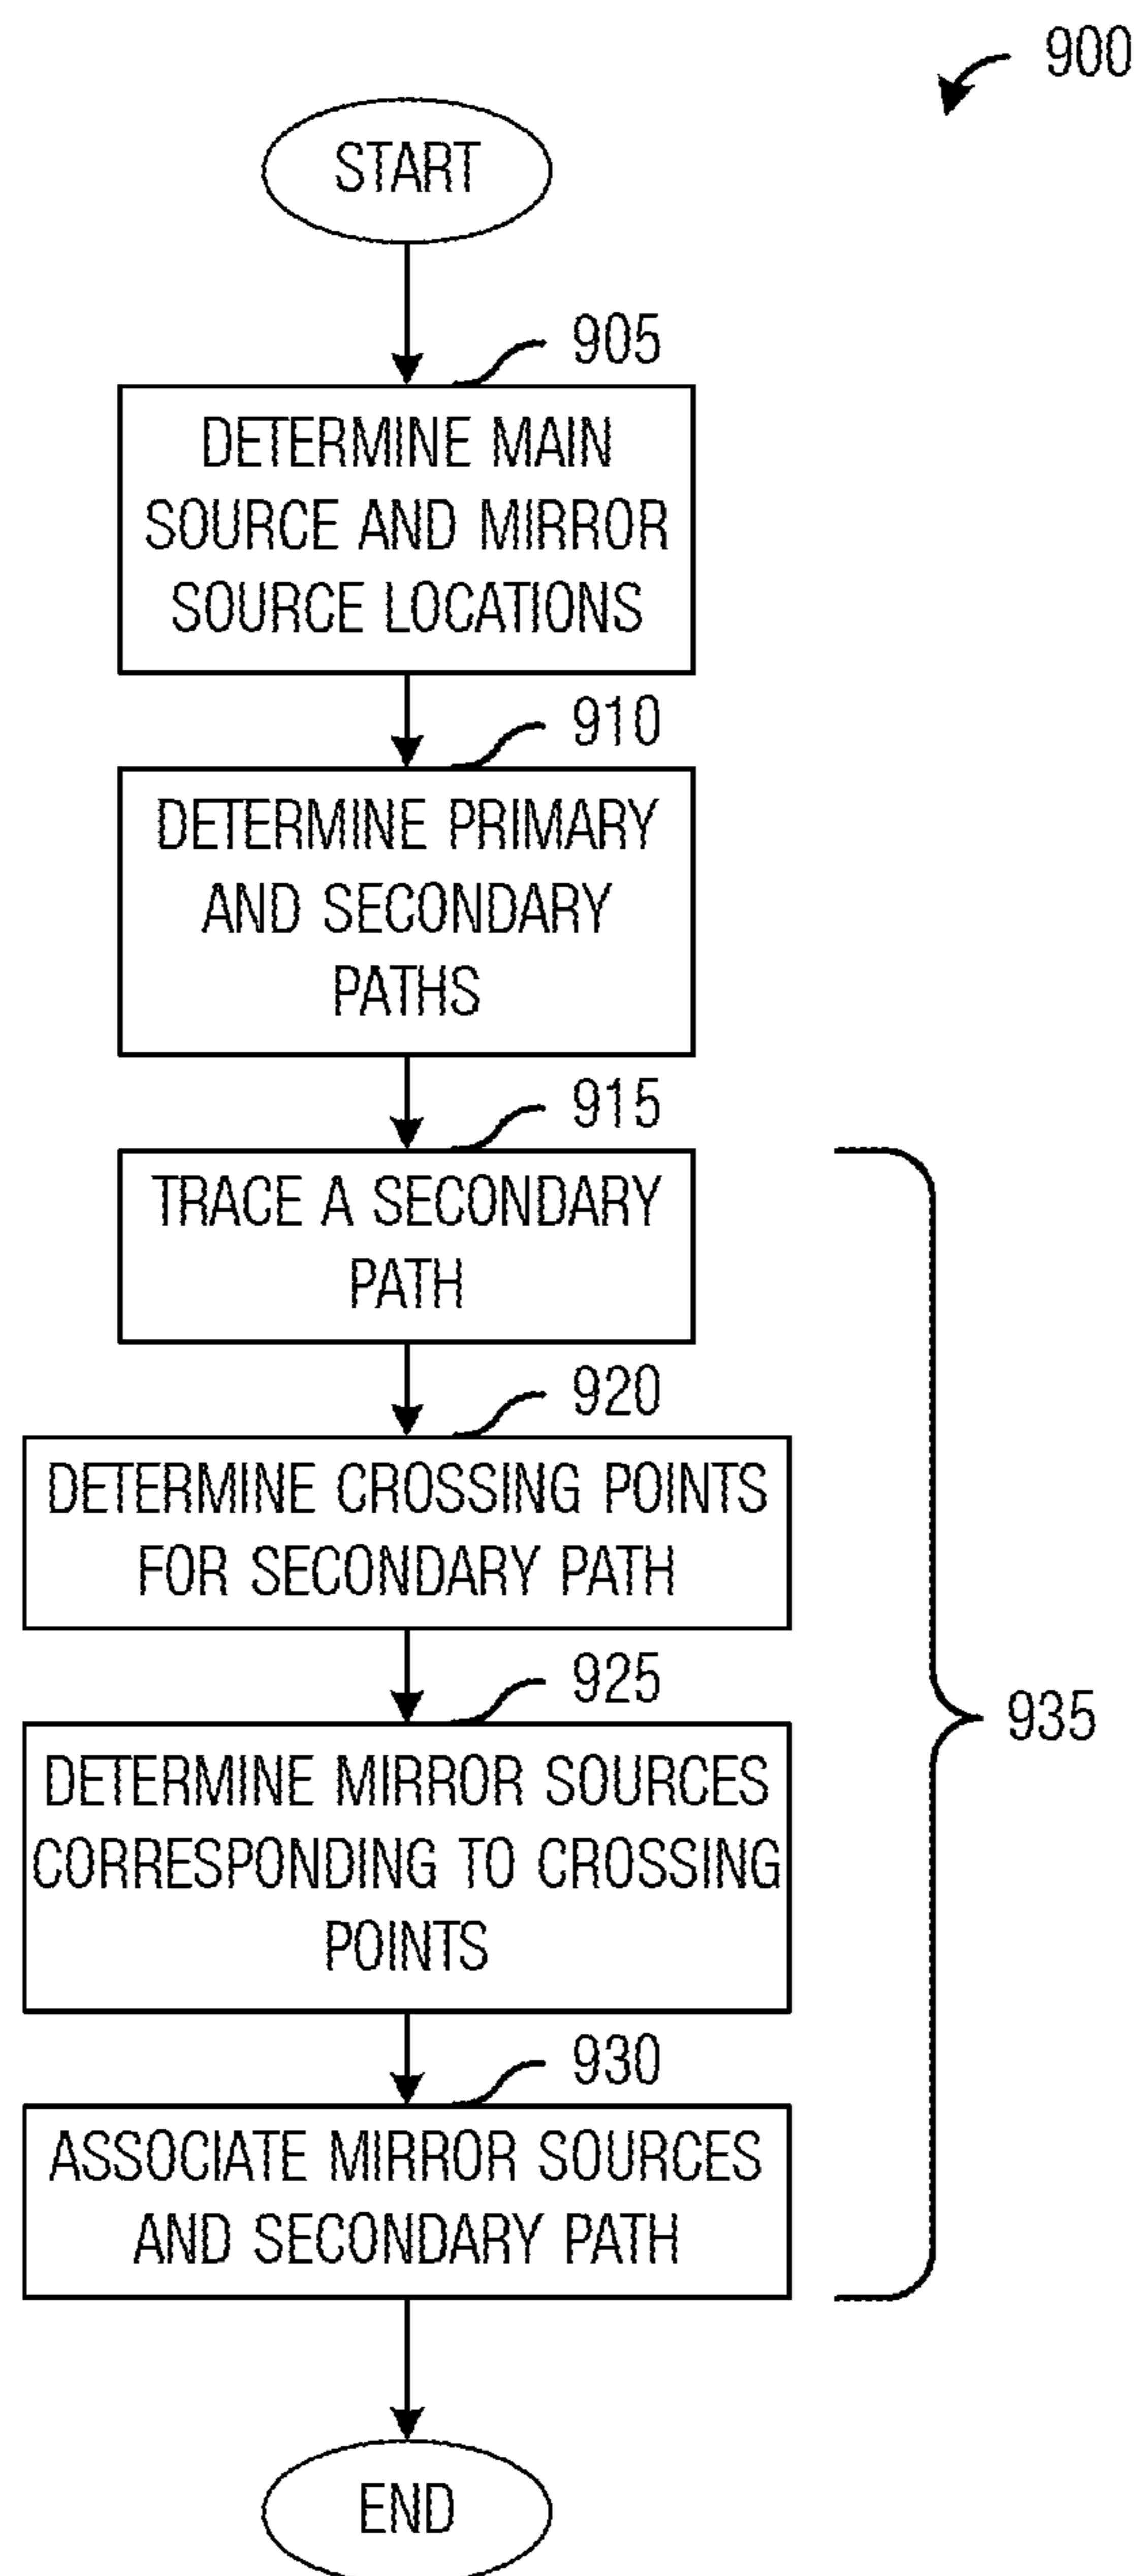 900
START
905
DETERMINE MAIN
SOURCE AND MIRROR
SOURCE LOCATIONS
910
DETERMINE PRIMARY
AND SECONDARY
PATHS
915
TRACE A SECONDARY
PATH
920
DETERMINE CROSSING POINTS
FOR SECONDARY PATH
925
935
DETERMINE MIRROR SOURCES
CORRESPONDING TO CROSSING
POINTS
930
ASSOCIATE MIRROR SOURCES
AND SECONDARY PATH
END